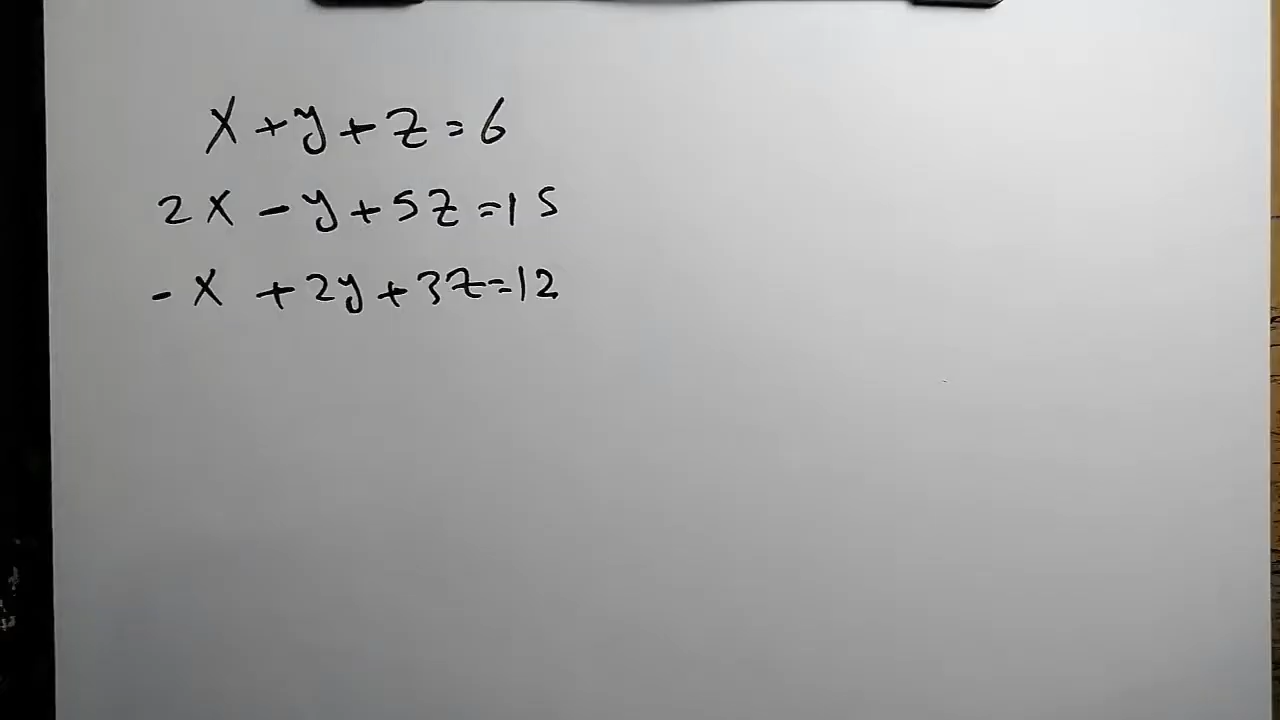 x + y + z = 6
2x - y + 5z = 15
- x + 2y + 3z = 12